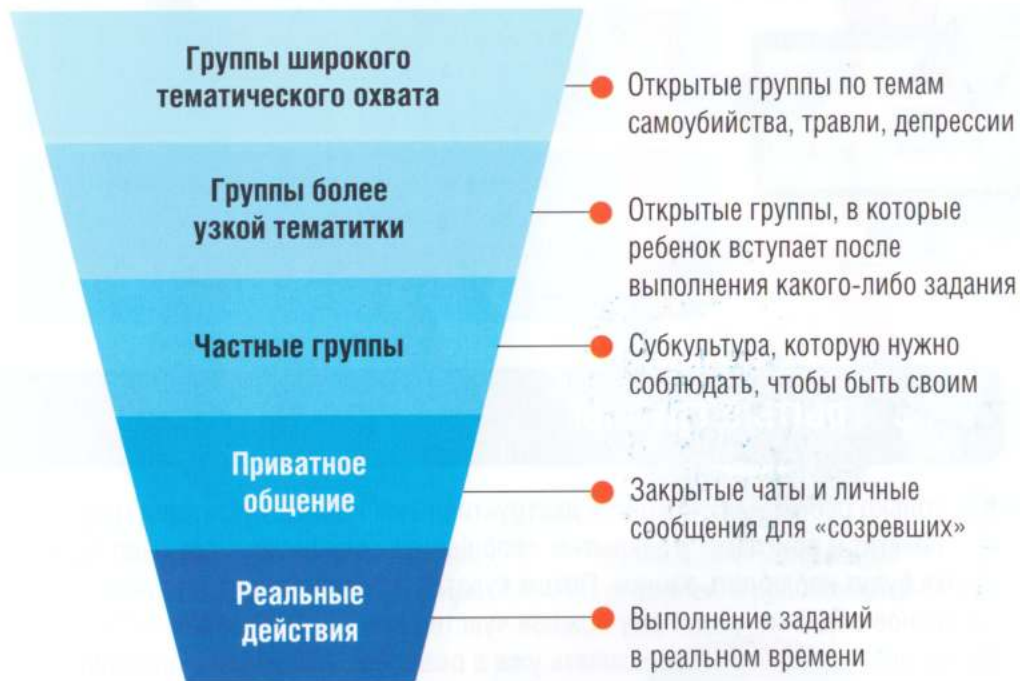 Группы широкого
тематического охвата
Открытые группы по темам
самоубийства, травли, депрессии
Группы более
узкой тематитки
Открытые группы, в которые
ребенок вступает после
выполнения какого-либо задания
Частные группы
Субкультура, которую нужно
соблюдать, чтобы быть своим
Приватное
общение
Закрытые чаты и личные
сообщения для «созревших»
Реальные
действия
Выполнение заданий
в реальном времени